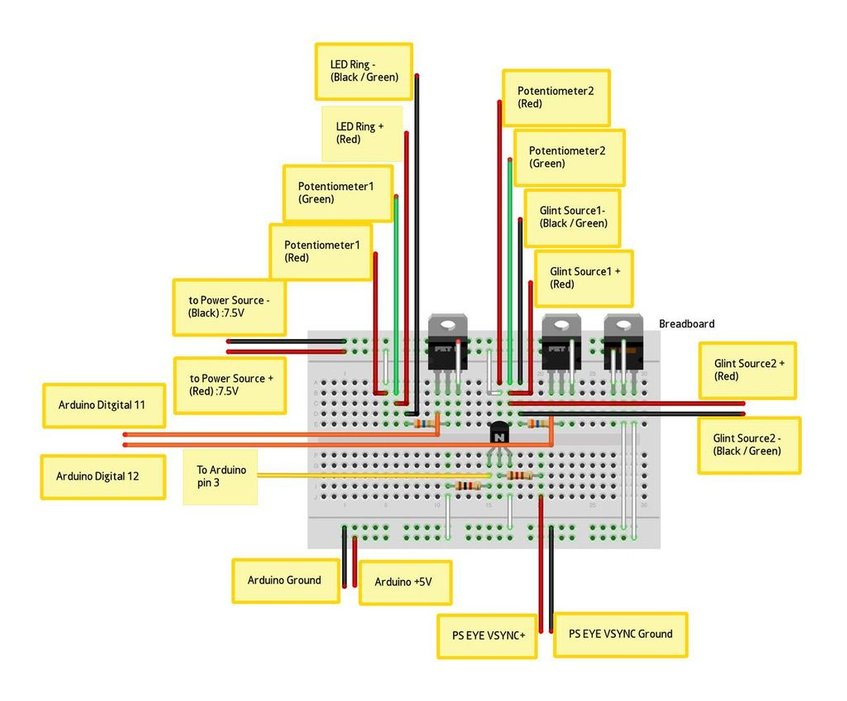 LED Ring -
(Black / Green)
Potentiometer2
(Red)
LED Ring +
(Red)
Potentiometer2
(Green)
Potentiometer1
(Green)
Glint Source1-
(Black / Green)
Potentiometer1
(Red)
Glint Source1 +
(Red)
to Power Source -
(Black) :7.5V
Breadboard
to Power Source +
(Red) :7.5V
Glint Source2 +
(Red)
Arduino Ditgital 11
Glint Source2 -
(Black / Green)
N
Arduino Digital 12
To Arduino
pin 3
Arduino Ground
Arduino +5V
PS EYE VSYNC+
PS EYE VSYNC Ground